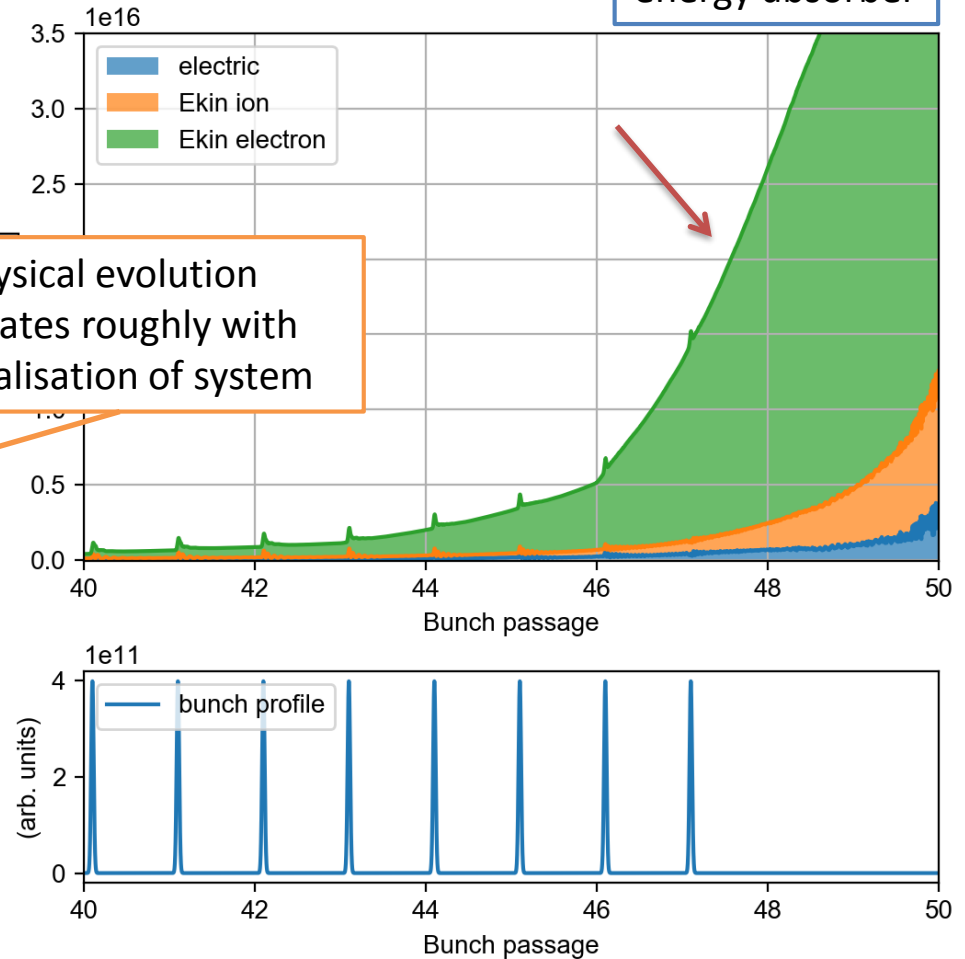 energy absorber
1e16
3.5
3.0
2.5
0.5
0.0
electric
Ekin ion
Ekin electron
ysical evolution
ates roughly with
alisation of system
40 42 44 46 48 50
Bunch passage
1e11
4
2
0
(arb. units)
bunch profile
40 42 44 46 48 50
Bunch passage